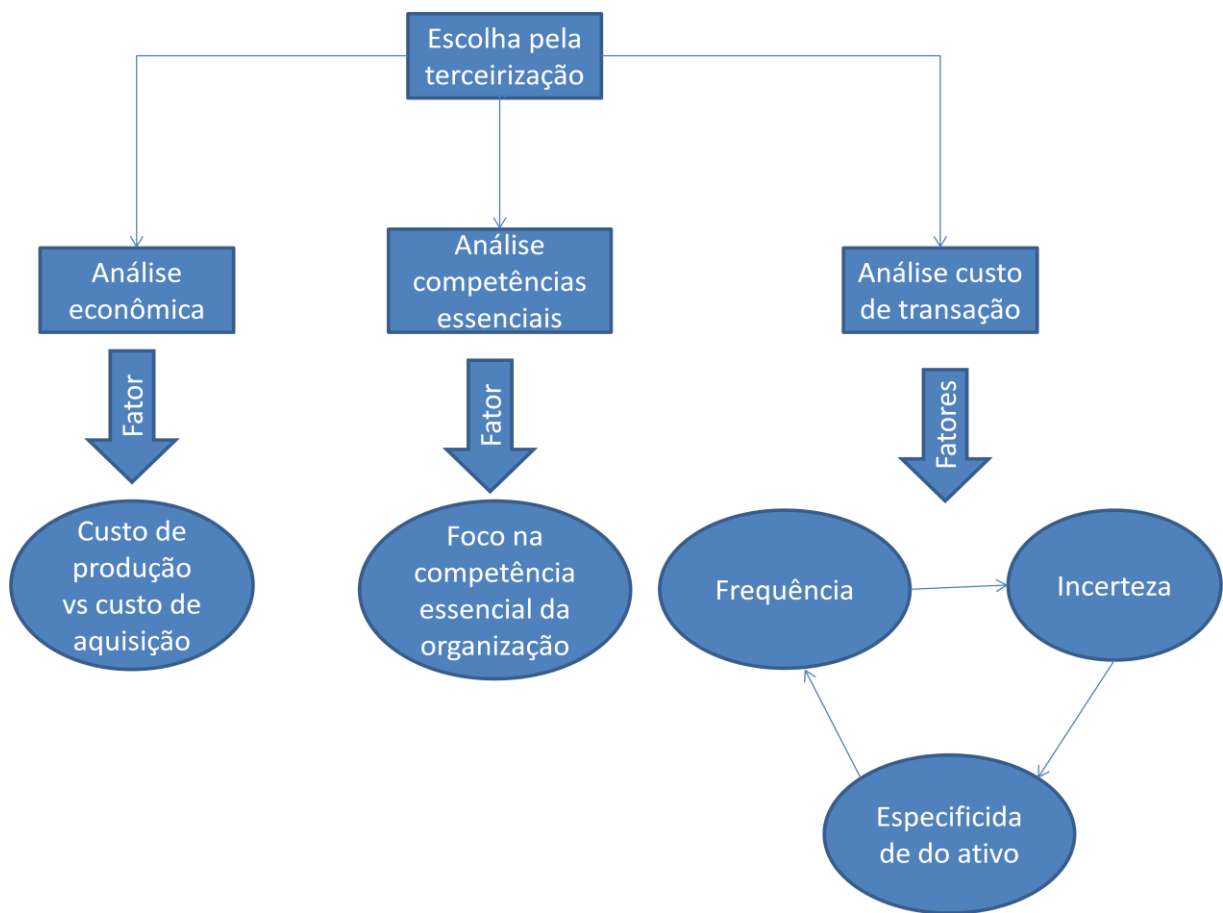 Escolha pela
terceirização
Análise
econômica
Análise
competências
essenciais
Análise custo
de transação
Fator
Fator
Fatores
Custo de
produção
vs custo de
aquisição
Foco na
competência
essencial da
organização
Frequência
Incerteza
Especificida
de do ativo